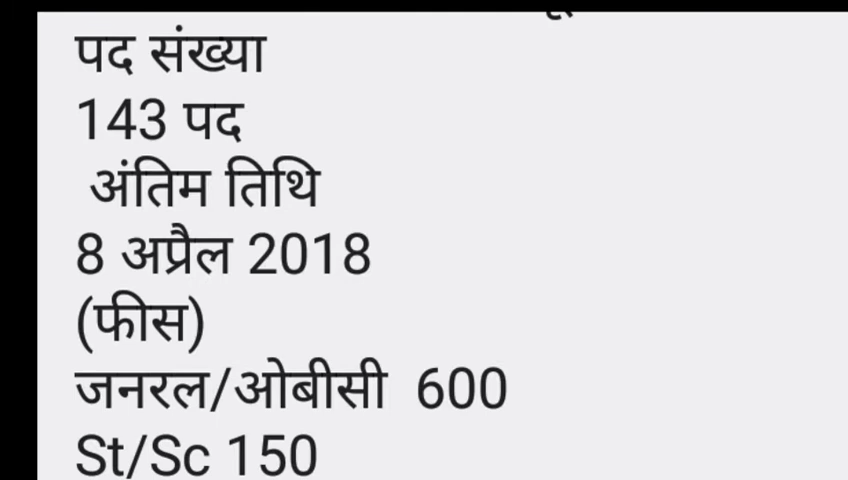 पद संख्या
143 पद
अंतिम तिथि
8 अप्रैल 2018
(फीस)
जनरल/ओबीसी 600
St/Sc 150